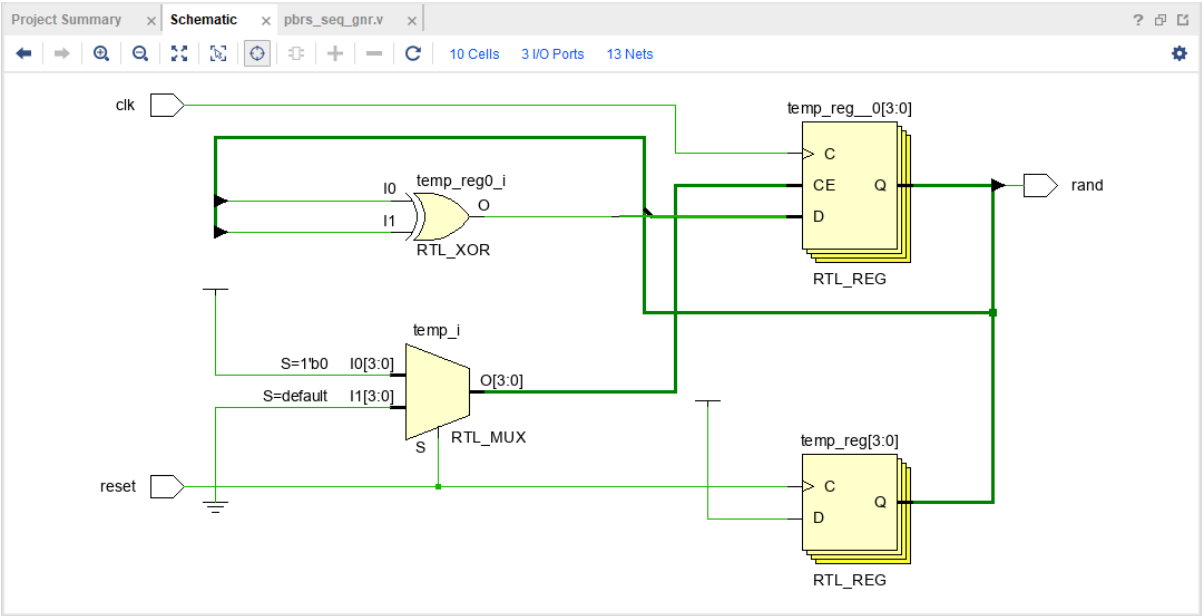 Project Summary × Schematic × pbrs_seq_gnr.v × ?
10 Cells 3 I/O Ports 13 Nets
clk
temp_reg__0[3:0]
C
CE
Q
D
RTL_REG
rand
temp_reg0_i
I0
I1
O
RTL_XOR
temp_i
S=1'b0 I0[3:0]
S=default I1[3:0]
O[3:0]
S
RTL_MUX
reset
temp_reg[3:0]
C
Q
D
RTL_REG